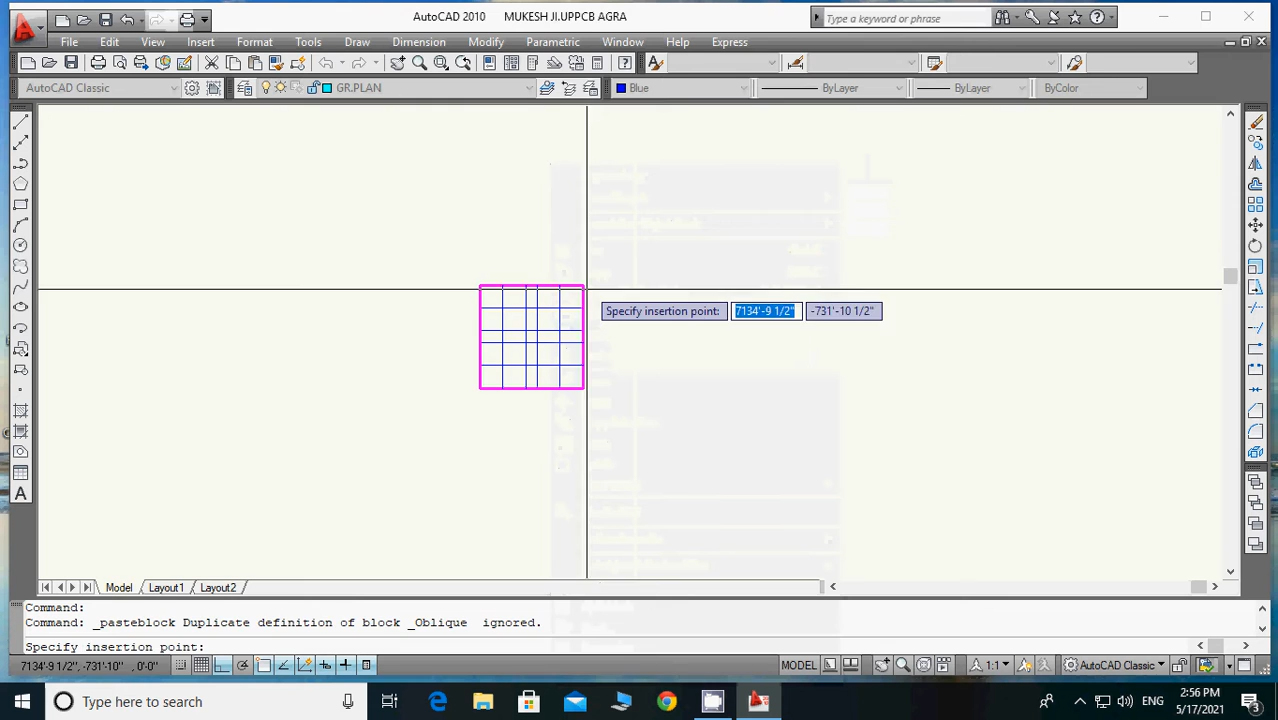 AutoCAD 2010 MUKESH JI.UPPCB AGRA
Type a keyword or phrase
File Edit View Insert Format Tools Draw Dimension Modify Parametric Window Help Express
AutoCAD Classic GR.PLAN Blue ByLayer ByLayer ByColor
Specify insertion point: 7134'-9 1/2" -731'-10 1/2"
Model Layout1 Layout2
Command:
Command: _pasteblock Duplicate definition of block _Oblique ignored.
Specify insertion point:
7134'-9 1/2", -731'-10" , 0'-0" MODEL 1:1 AutoCAD Classic
Type here to search
ENG
2:56 PM
5/17/2021
3